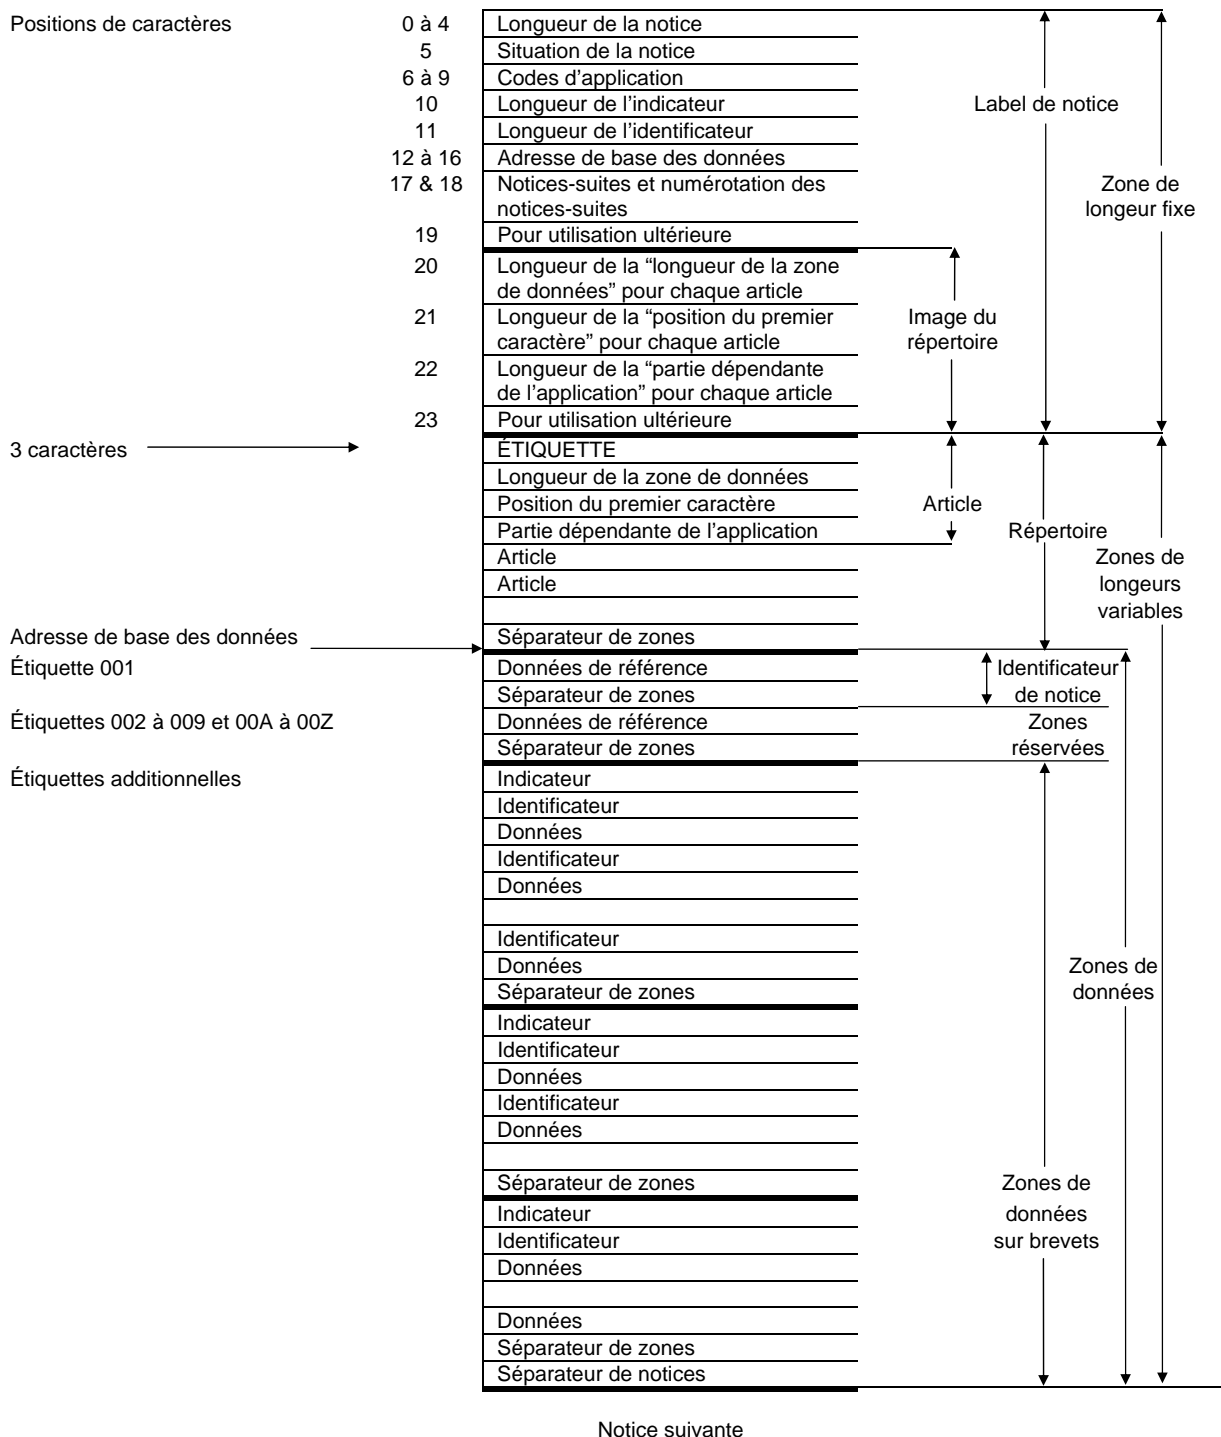 Positions de caractères 0 à 4 Longueur de la notice
5 Situation de la notice
6 à 9 Codes d'application
10 Longueur de l'indicateur Label de notice
11 Longueur de l'identificateur
12 à 16 Adresse de base des données
17 & 18 Notices-suites et numérotation des Zone de
notices-suites longeur fixe
19 Pour utilisation ultérieure
20 Longueur de la “longueur de la zone
de données” pour chaque article
21 Longueur de la “position du premier Image du
caractère” pour chaque article répertoire
22 Longueur de la “partie dépendante
de l'application” pour chaque article
23 Pour utilisation ultérieure
3 caractères ÉTIQUETTE
Longueur de la zone de données
Position du premier caractère Article
Partie dépendante de l'application Répertoire
Article Zones de
Article longeurs
variables
Adresse de base des données Séparateur de zones
Étiquette 001 Données de référence Identificateur
Séparateur de zones de notice
Étiquettes 002 à 009 et 00A à 00Z Données de référence Zones
Séparateur de zones réservées
Étiquettes additionnelles Indicateur
Identificateur
Données
Identificateur
Données
Identificateur
Données Zones de
Séparateur de zones données
Indicateur
Identificateur
Données
Identificateur
Données
Séparateur de zones Zones de
Indicateur données
Identificateur sur brevets
Données
Données
Séparateur de zones
Séparateur de notices
Notice suivante